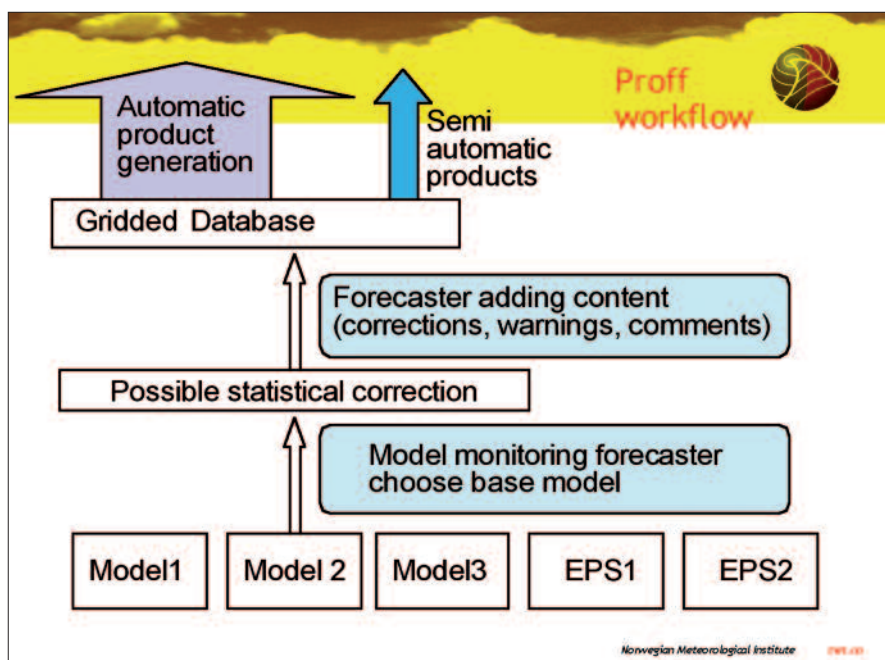 Proff
workflow
Automatic
product
generation
Semi
automatic
products
Gridded Database
Forecaster adding content
(corrections, warnings, comments)
Possible statistical correction
Model monitoring forecaster
choose base model
Model1
Model 2
Model3
EPS1
EPS2
Norwegian Meteorological Institute met.no